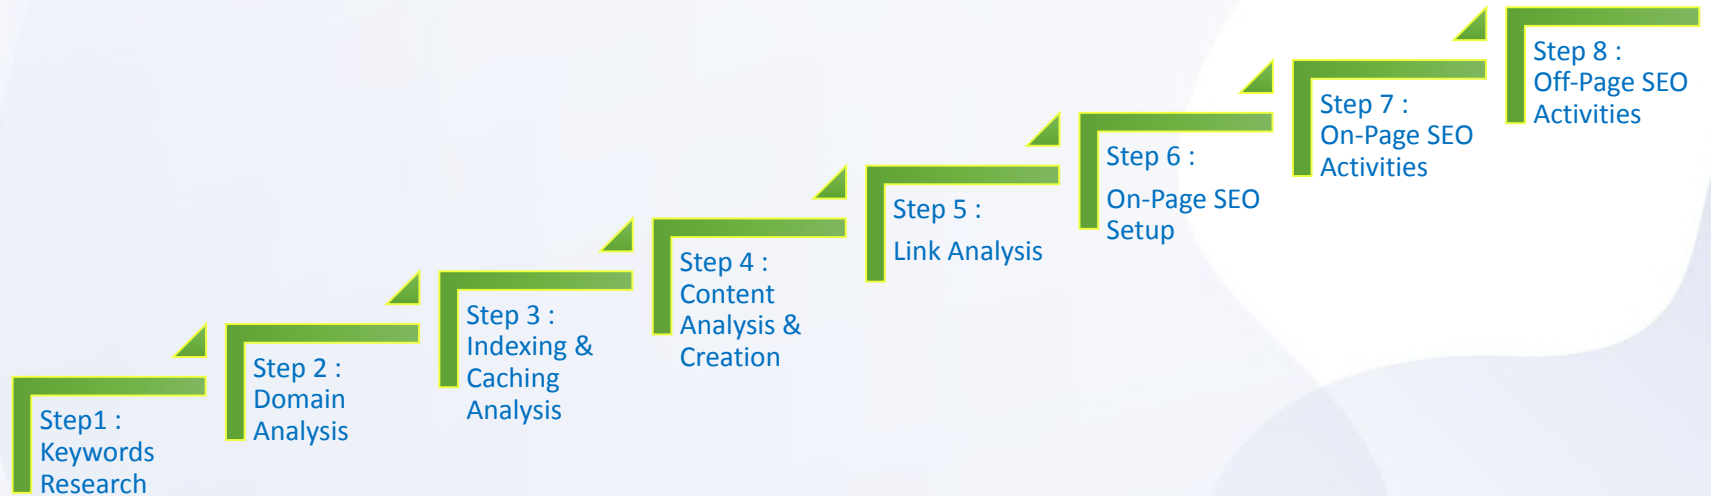 Step1 :
Keywords
Research
Step 2 :
Domain
Analysis
Step 3 :
Indexing &
Caching
Analysis
Step 4 :
Content
Analysis &
Creation
Step 5 :
Link Analysis
Step 6 :
On-Page SEO
Setup
Step 7 :
On-Page SEO
Activities
Step 8 :
Off-Page SEO
Activities